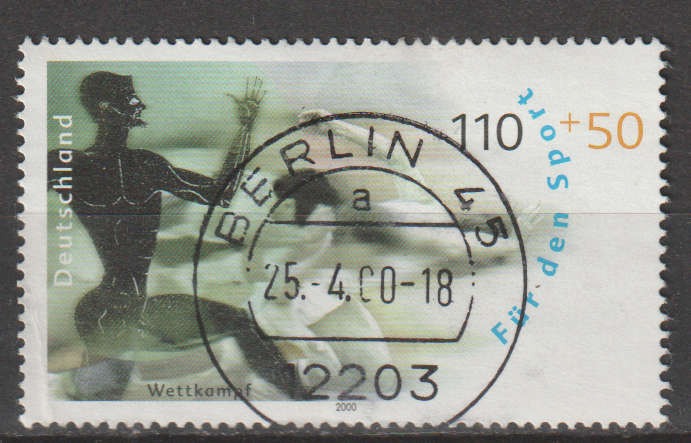 Deutschland
110 +50
Für den Sport
BERLIN 45
a
25.-4.00-18
12203
Wettkampf
2000